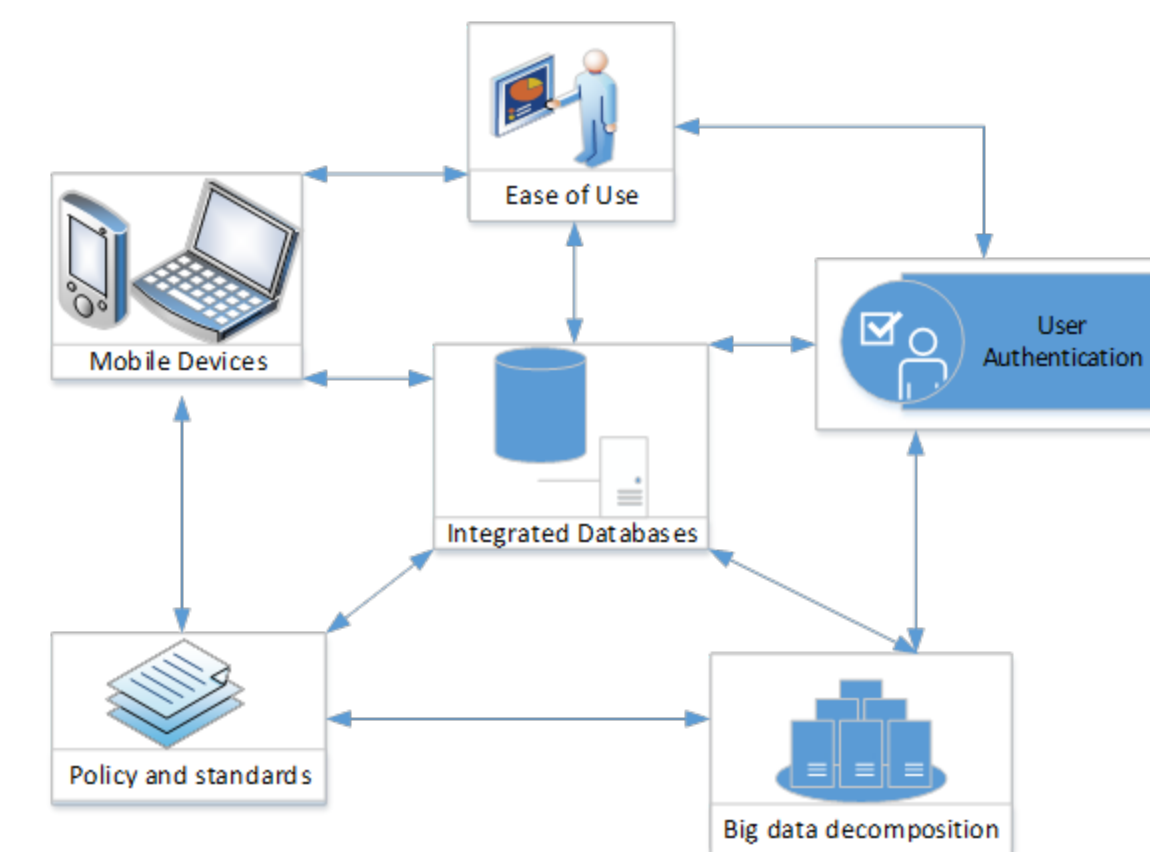 Ease of Use
Mobile Devices
User
Authentication
Integrated Databases
Policy and standards
Big data decomposition